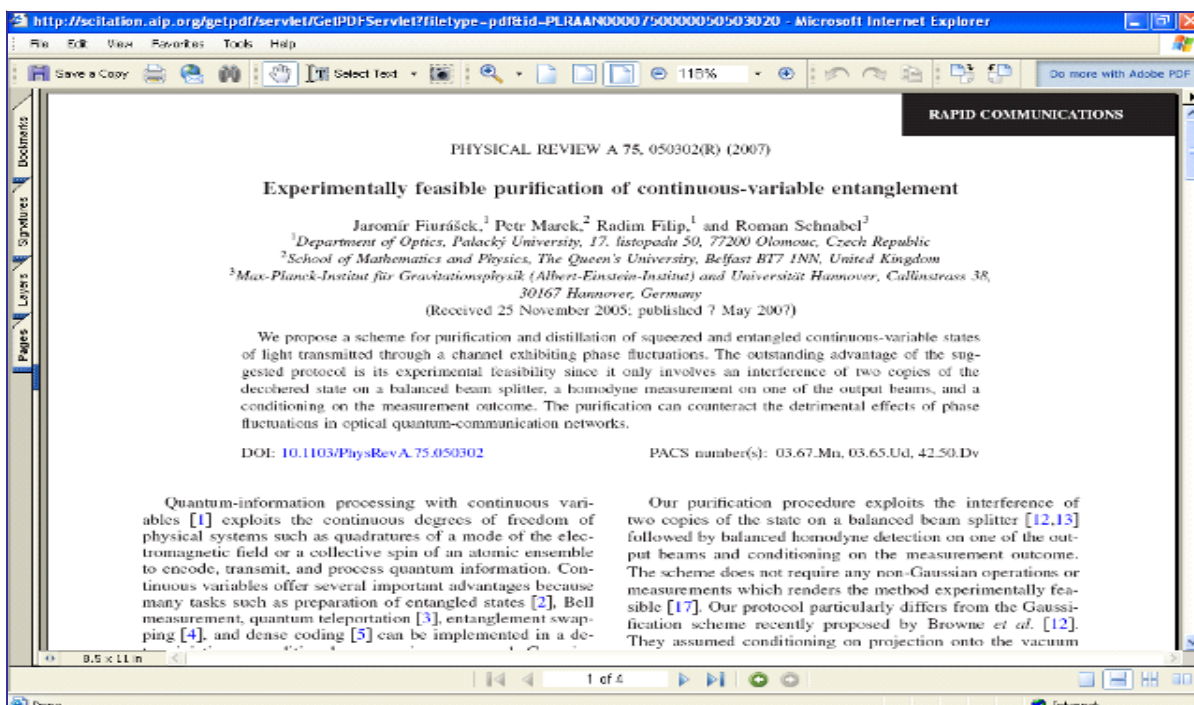 http://scitation.aip.org/getpdf/servlet/GetPDFServlet?filetype=pdf&id=PLRAAN000075000005050302 0 - Microsoft Internet Explorer
File Edit View Favorites Tools Help
Save a Copy Select Text 118% Do more with Adobe PDF
Bookmarks
Signatures
Layers
Pages
RAPID COMMUNICATIONS
PHYSICAL REVIEW A 75, 050302(R) (2007)
Experimentally feasible purification of continuous-variable entanglement
Jaromír Fiurášek,1 Petr Marek,2 Radim Filip,1 and Roman Schnabel3
1Department of Optics, Palacký University, 17. listopadu 50, 77200 Olomouc, Czech Republic
2School of Mathematics and Physics, The Queen's University, Belfast BT7 1NN, United Kingdom
3Max-Planck-Institut für Gravitationsphysik (Albert-Einstein-Institut) and Universität Hannover, Callinstrass 38,
30167 Hannover, Germany
(Received 25 November 2005; published 7 May 2007)
We propose a scheme for purification and distillation of squeezed and entangled continuous-variable states
of light transmitted through a channel exhibiting phase fluctuations. The outstanding advantage of the sug-
gested protocol is its experimental feasibility since it only involves an interference of two copies of the
decohered state on a balanced beam splitter, a homodyne measurement on one of the output beams, and a
conditioning on the measurement outcome. The purification can counteract the detrimental effects of phase
fluctuations in optical quantum-communication networks.
DOI: 10.1103/PhysRevA.75.050302 PACS number(s): 03.67.Mn, 03.65.Ud, 42.50.Dv
Quantum-information processing with continuous vari-
ables [1] exploits the continuous degrees of freedom of
physical systems such as quadratures of a mode of the elec-
tromagnetic field or a collective spin of an atomic ensemble
to encode, transmit, and process quantum information. Con-
tinuous variables offer several important advantages because
many tasks such as preparation of entangled states [2], Bell
measurement, quantum teleportation [3], entanglement swap-
ping [4], and dense coding [5] can be implemented in a de-
Our purification procedure exploits the interference of
two copies of the state on a balanced beam splitter [12,13]
followed by balanced homodyne detection on one of the out-
put beams and conditioning on the measurement outcome.
The scheme does not require any non-Gaussian operations or
measurements which renders the method experimentally fea-
sible [17]. Our protocol particularly differs from the Gaussi-
fication scheme recently proposed by Browne et al. [12].
They assumed conditioning on projection onto the vacuum
8.5 x 11 in
1 of 4